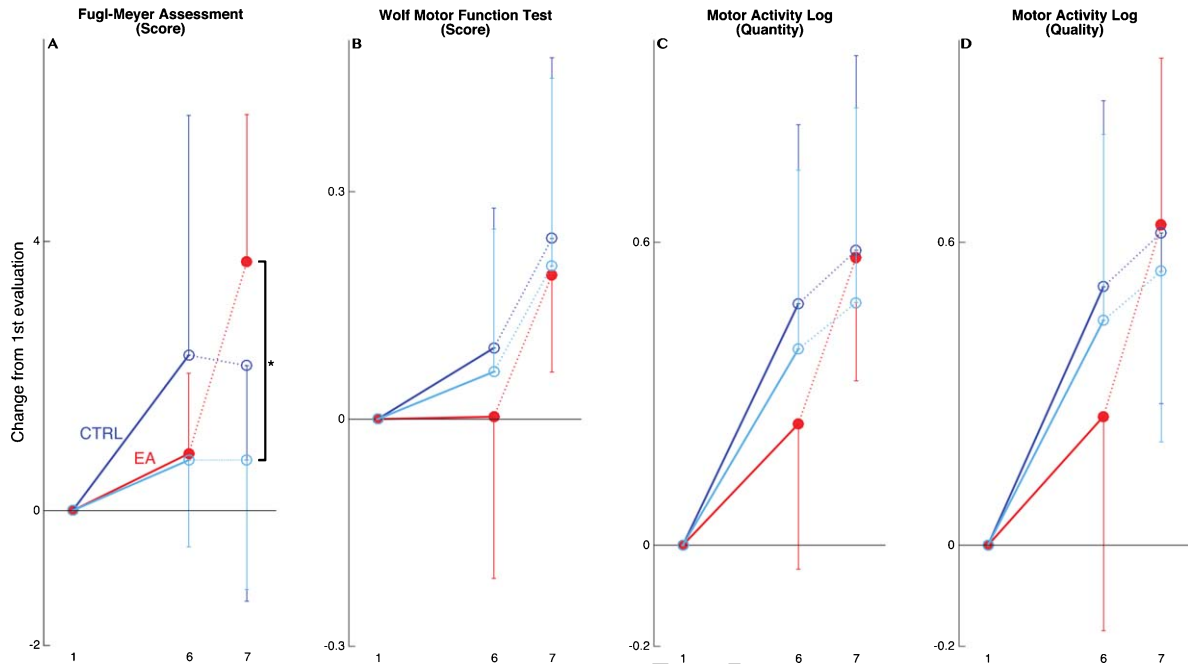 Fugl-Meyer Assessment
(Score)
A
4
0
-2
Change from 1st evaluation
CTRL
EA
*
1 6 7
Wolf Motor Function Test
(Score)
B
0.3
0
-0.3
1 6 7
Motor Activity Log
(Quantity)
C
0.6
0
-0.2
1 6 7
Motor Activity Log
(Quality)
D
0.6
0
-0.2
1 6 7